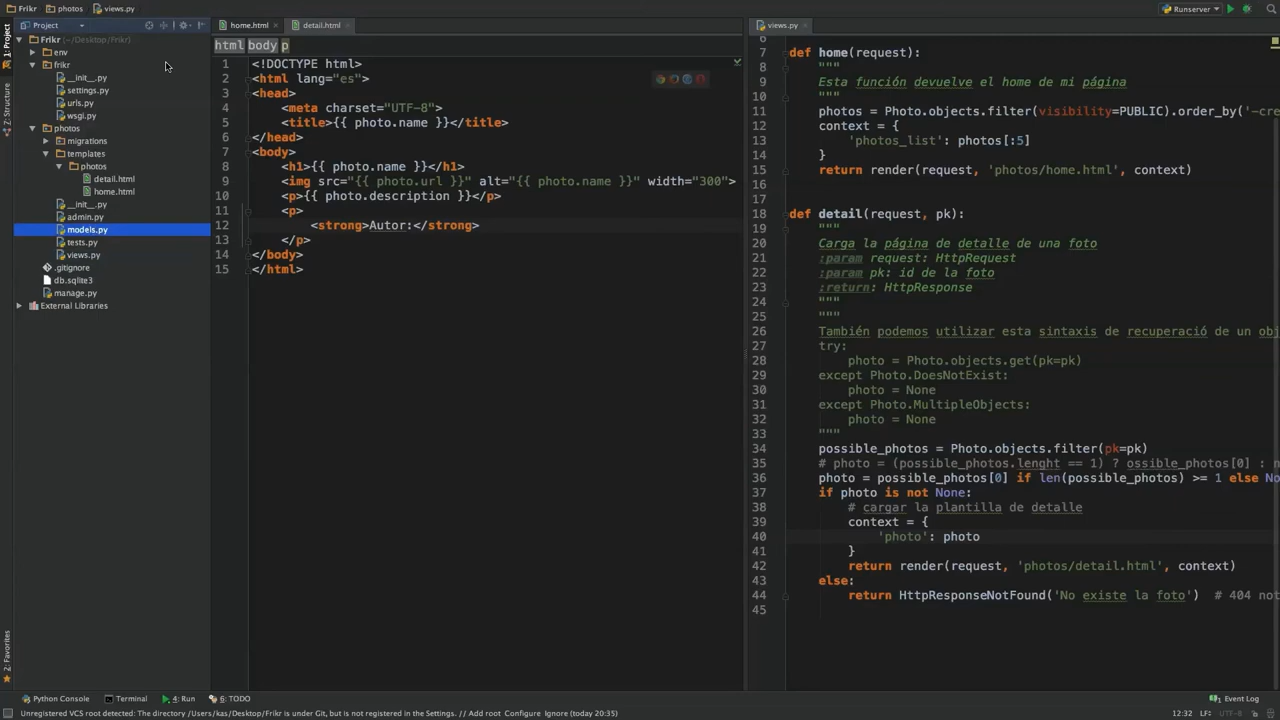 Frikr photos views.py Runserver
1: Project
7: Structure
2: Favorites
Project
Frikr (~/Desktop/Frikr)
env
frikr
__init__.py
settings.py
urls.py
wsgi.py
photos
migrations
templates
photos
detail.html
home.html
__init__.py
admin.py
models.py
tests.py
views.py
.gitignore
db.sqlite3
manage.py
External Libraries
home.html detail.html
html body p
1 <!DOCTYPE html>
2 <html lang="es">
3 <head>
4 <meta charset="UTF-8">
5 <title>{{ photo.name }}</title>
6 </head>
7 <body>
8 <h1>{{ photo.name }}</h1>
9 <img src="{{ photo.url }}" alt="{{ photo.name }}" width="300">
10 <p>{{ photo.description }}</p>
11 <p>
12 <strong>Autor:</strong>
13 </p>
14 </body>
15 </html>
views.py
6
7 def home(request):
8 """
9 Esta función devuelve el home de mi página
10 """
11 photos = Photo.objects.filter(visibility=PUBLIC).order_by('-cre
12 context = {
13 'photos_list': photos[:5]
14 }
15 return render(request, 'photos/home.html', context)
16
17
18 def detail(request, pk):
19 """
20 Carga la página de detalle de una foto
21 :param request: HttpRequest
22 :param pk: id de la foto
23 :return: HttpResponse
24 """
25 """
26 También podemos utilizar esta sintaxis de recuperació de un obj
27 try:
28 photo = Photo.objects.get(pk=pk)
29 except Photo.DoesNotExist:
30 photo = None
31 except Photo.MultipleObjects:
32 photo = None
33 """
34 possible_photos = Photo.objects.filter(pk=pk)
35 # photo = (possible_photos.lenght == 1) ? ossible_photos[0] : n
36 photo = possible_photos[0] if len(possible_photos) >= 1 else No
37 if photo is not None:
38 # cargar la plantilla de detalle
39 context = {
40 'photo': photo
41 }
42 return render(request, 'photos/detail.html', context)
43 else:
44 return HttpResponseNotFound('No existe la foto') # 404 not
45
Python Console Terminal 4: Run 6: TODO Event Log
Unregistered VCS root detected: The directory /Users/kas/Desktop/Frikr is under Git, but is not registered in the Settings. // Add root Configure Ignore (today 20:35) 12:32 LF÷ UTF-8